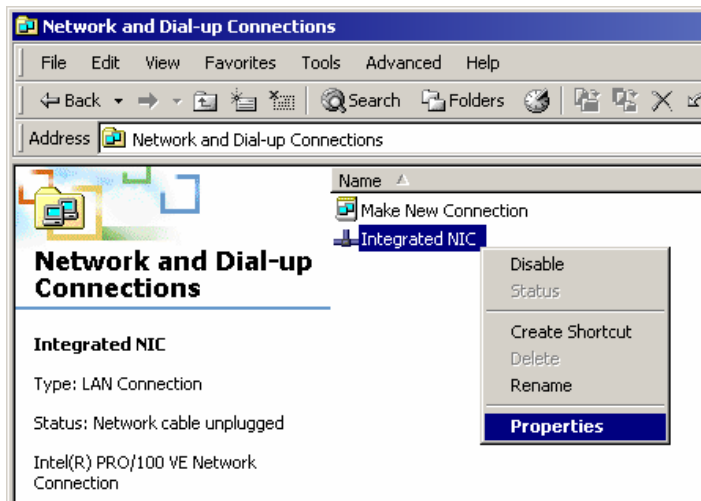 Network and Dial-up Connections
File Edit View Favorites Tools Advanced Help
Back Search Folders
Address Network and Dial-up Connections
Name
Make New Connection
Integrated NIC
Network and Dial-up
Connections
Integrated NIC
Type: LAN Connection
Status: Network cable unplugged
Intel(R) PRO/100 VE Network
Connection
Disable
Status
Create Shortcut
Delete
Rename
Properties